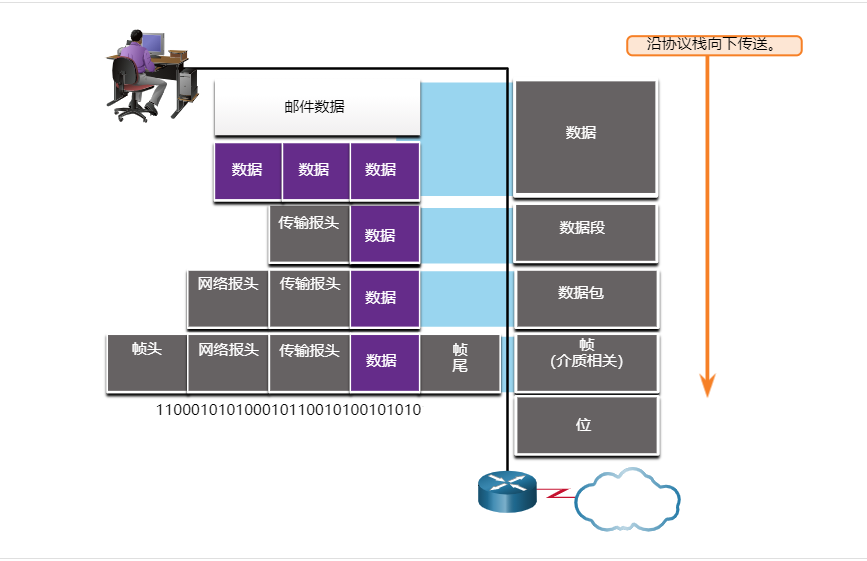 沿协议栈向下传送。
邮件数据
数据
数据 数据 数据
传输报头 数据
数据段
网络报头 传输报头 数据
数据包
帧头 网络报头 传输报头 数据 帧
尾
帧
(介质相关)
110001010100010110010100101010
位